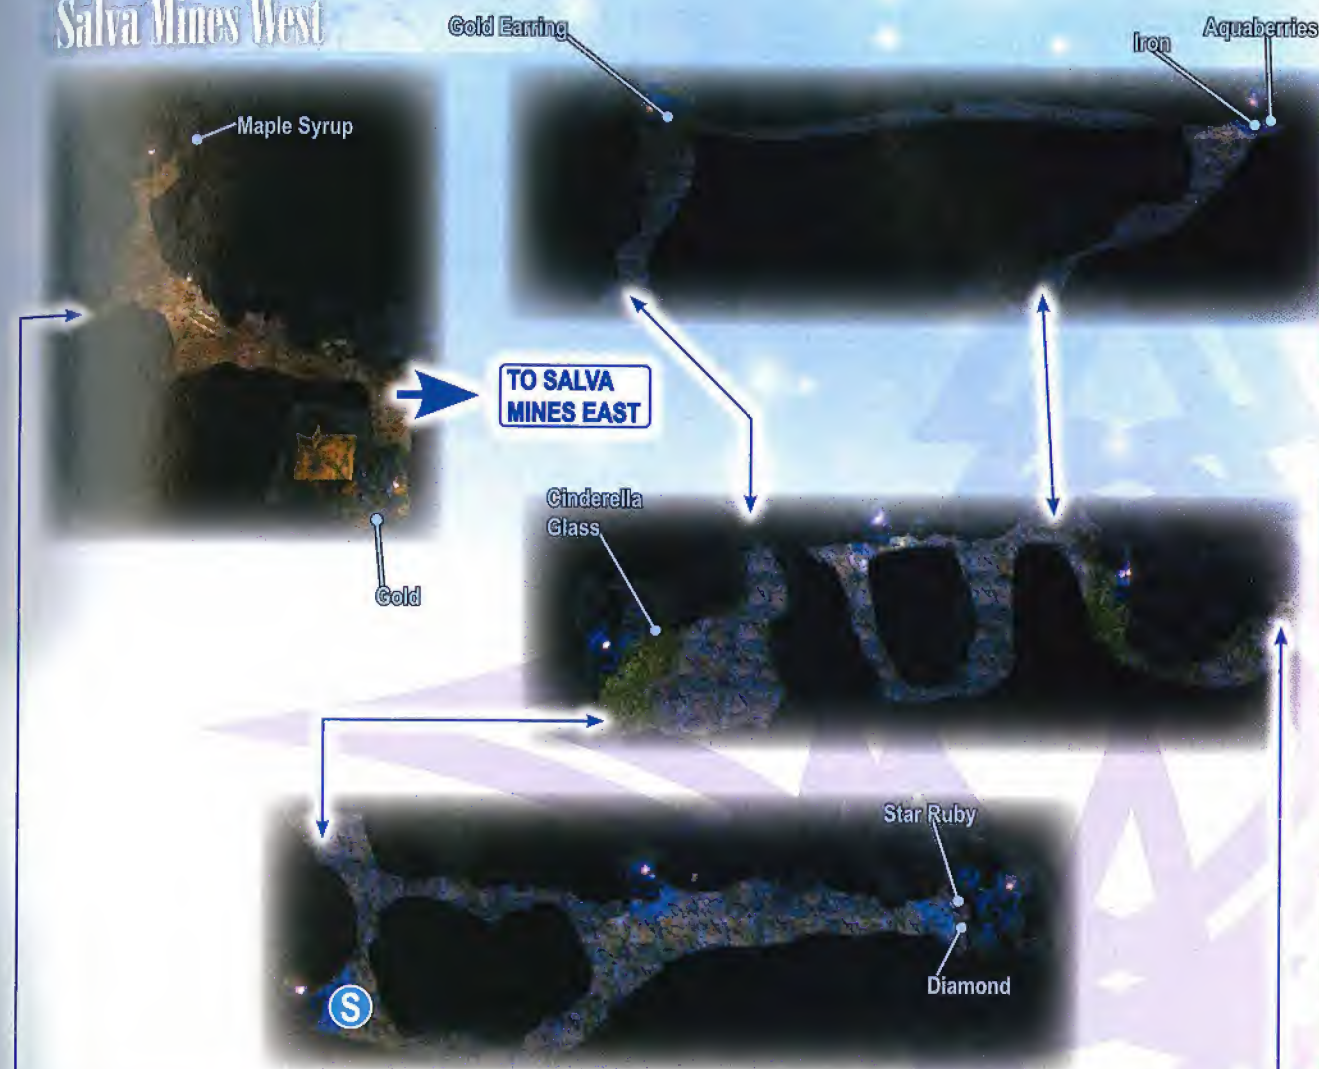 Salva Mines West
Gold Earring
Iron
Aquaberries
Maple Syrup
TO SALVA
MINES EAST
Cinderella
Glass
Gold
Star Ruby
Diamond
S